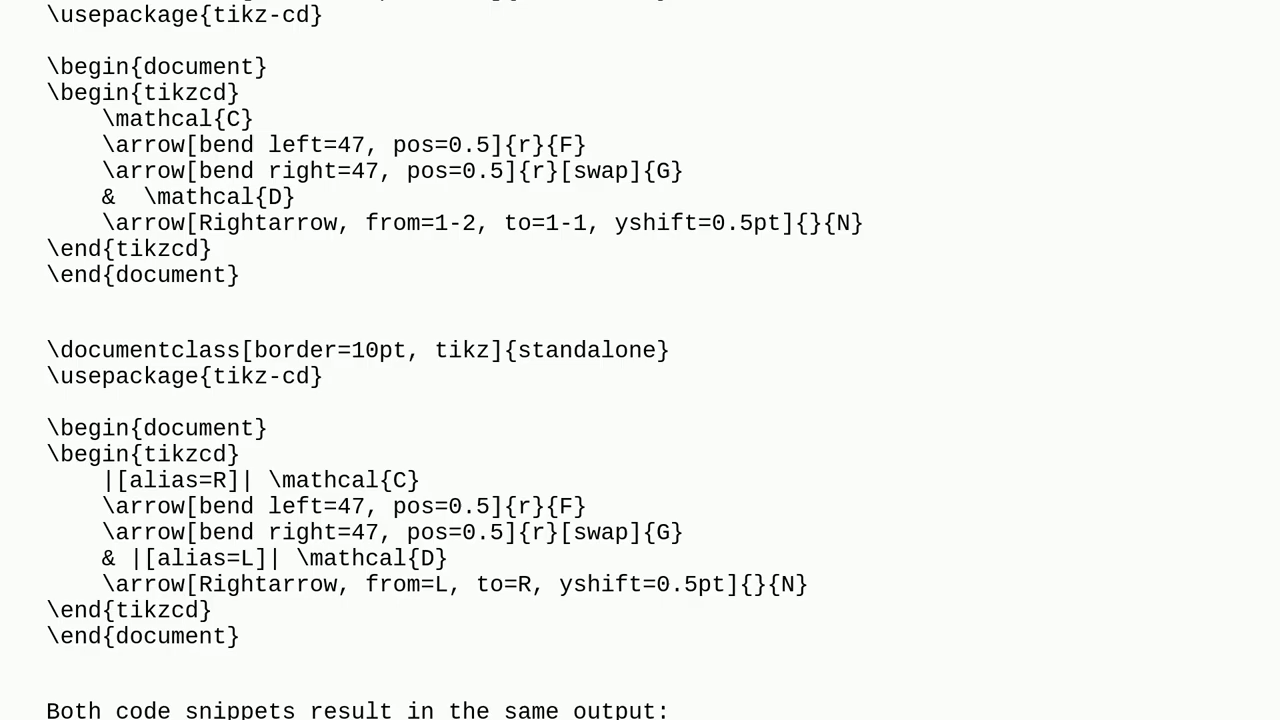 \usepackage{tikz-cd}
\begin{document}
\begin{tikzcd}
    \mathcal{C}
    \arrow[bend left=47, pos=0.5]{r}{F}
    \arrow[bend right=47, pos=0.5]{r}[swap]{G}
    &  \mathcal{D}
    \arrow[Rightarrow, from=1-2, to=1-1, yshift=0.5pt]{}{N}
\end{tikzcd}
\end{document}
\documentclass[border=10pt, tikz]{standalone}
\usepackage{tikz-cd}
\begin{document}
\begin{tikzcd}
    |[alias=R]| \mathcal{C}
    \arrow[bend left=47, pos=0.5]{r}{F}
    \arrow[bend right=47, pos=0.5]{r}[swap]{G}
    & |[alias=L]| \mathcal{D}
    \arrow[Rightarrow, from=L, to=R, yshift=0.5pt]{}{N}
\end{tikzcd}
\end{document}
Both code snippets result in the same output: